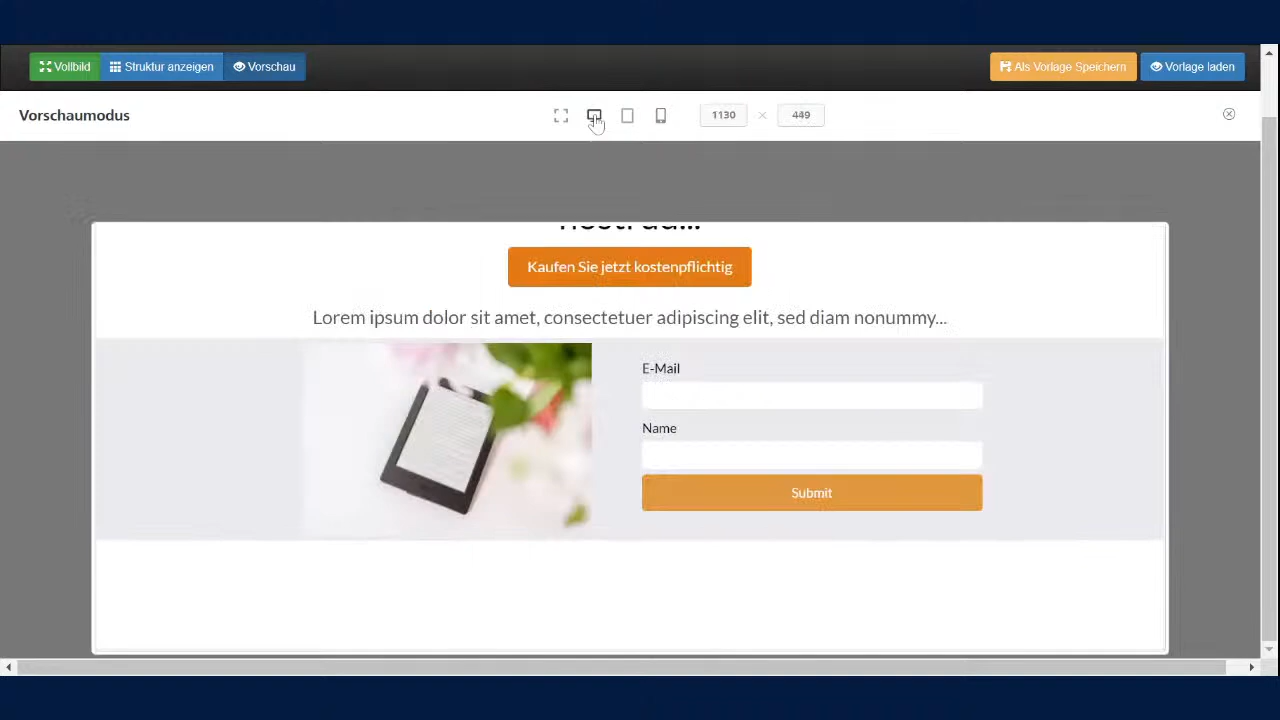 Vollbild Struktur anzeigen Vorschau Als Vorlage Speichern Vorlage laden
Vorschaumodus 1130 × 449
Kaufen Sie jetzt kostenpflichtig
Lorem ipsum dolor sit amet, consectetuer adipiscing elit, sed diam nonummy...
E-Mail
Name
Submit